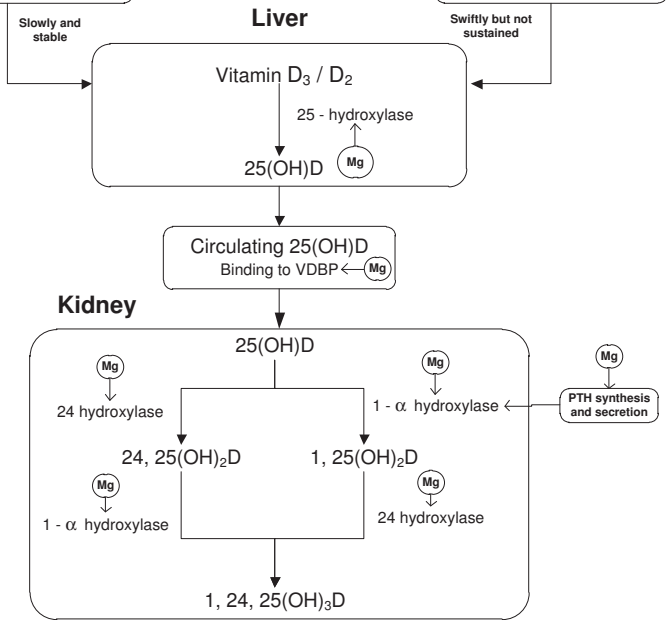 Slowly and
stable
Liver
Swiftly but not
sustained
Vitamin D₃ / D₂
25 - hydroxylase
25(OH)D
Mg
Circulating 25(OH)D
Binding to VDBP
Mg
Kidney
25(OH)D
Mg
Mg
Mg
24 hydroxylase
1 - α hydroxylase
PTH synthesis
and secretion
24, 25(OH)₂D
1, 25(OH)₂D
Mg
Mg
1 - α hydroxylase
24 hydroxylase
1, 24, 25(OH)₃D